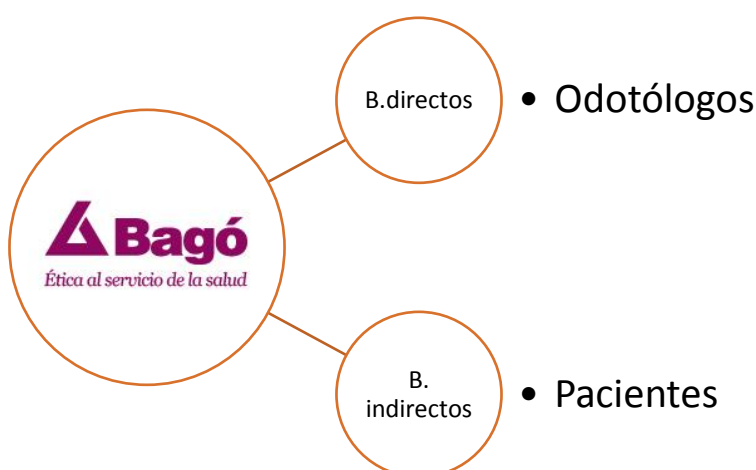 B.directos
• Odotólogos
Bagó
Ética al servicio de la salud
B.
indirectos
• Pacientes